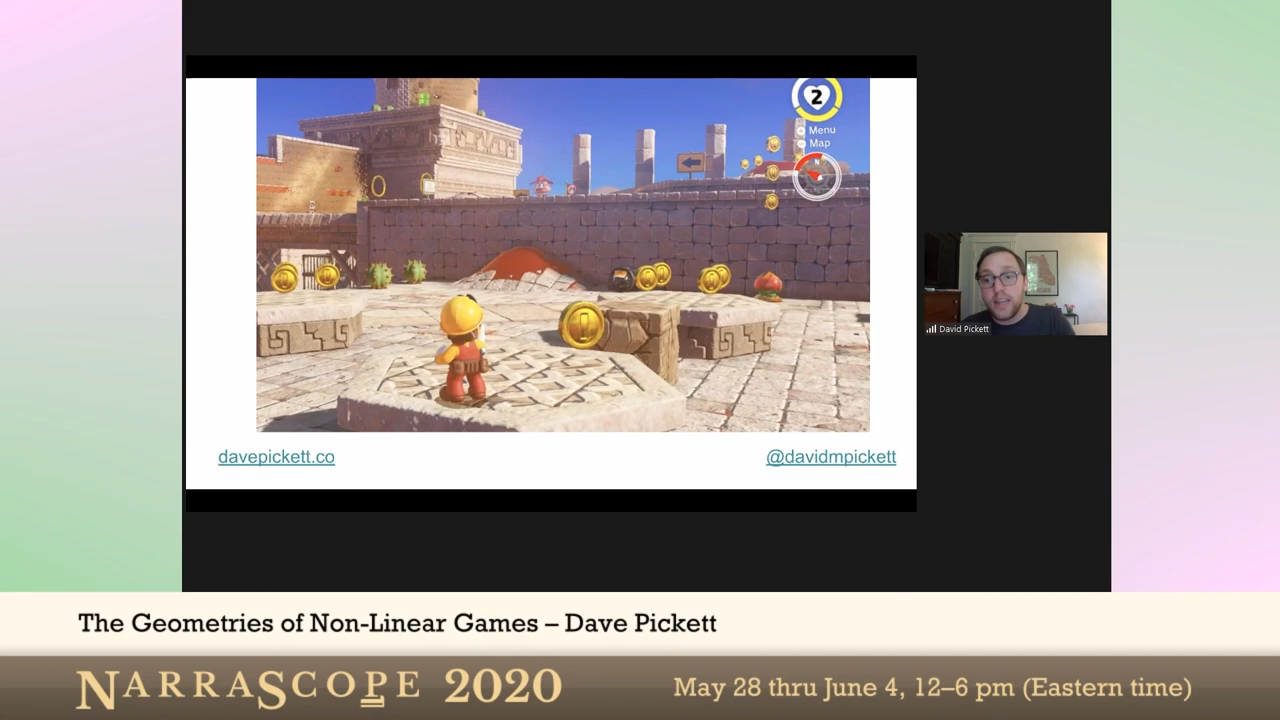 2
Menu
Map
N
davepickett.co
@davidmpickett
David Pickett
The Geometries of Non-Linear Games – Dave Pickett
NARRASCOPE 2020
May 28 thru June 4, 12–6 pm (Eastern time)